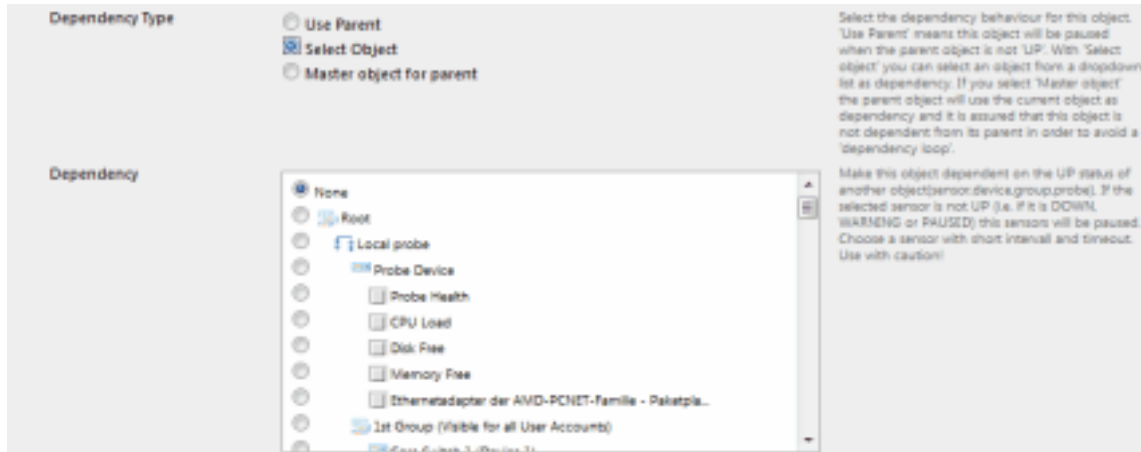 Dependency Type
Use Parent
Select Object
Master object for parent
Select the dependency behaviour for this object.
'Use Parent' means this object will be paused
when the parent object is not 'UP'. With 'Select
object' you can select an object from a dropdown
list as dependency. If you select 'Master object'
the parent object will use the current object as
dependency and it is assured that this object is
not dependent from its parent in order to avoid a
'dependency loop'.
Dependency
None
Root
Local probe
Probe Device
Probe Health
CPU Load
Disk Free
Memory Free
Ethernetadapter der AMD-PCNET-Familie - Paketpla...
1st Group (Visible for all User Accounts)
Make this object dependent on the UP status of
another object(sensor,device,group,probe). If the
selected sensor is not UP (i.e. if it is DOWN,
WARNING or PAUSED) this sensors will be paused.
Choose a sensor with short intervall and timeout.
Use with caution!